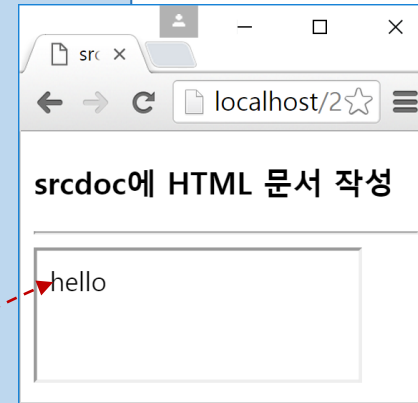 src
localhost/2
srcdoc에 HTML 문서 작성
hello